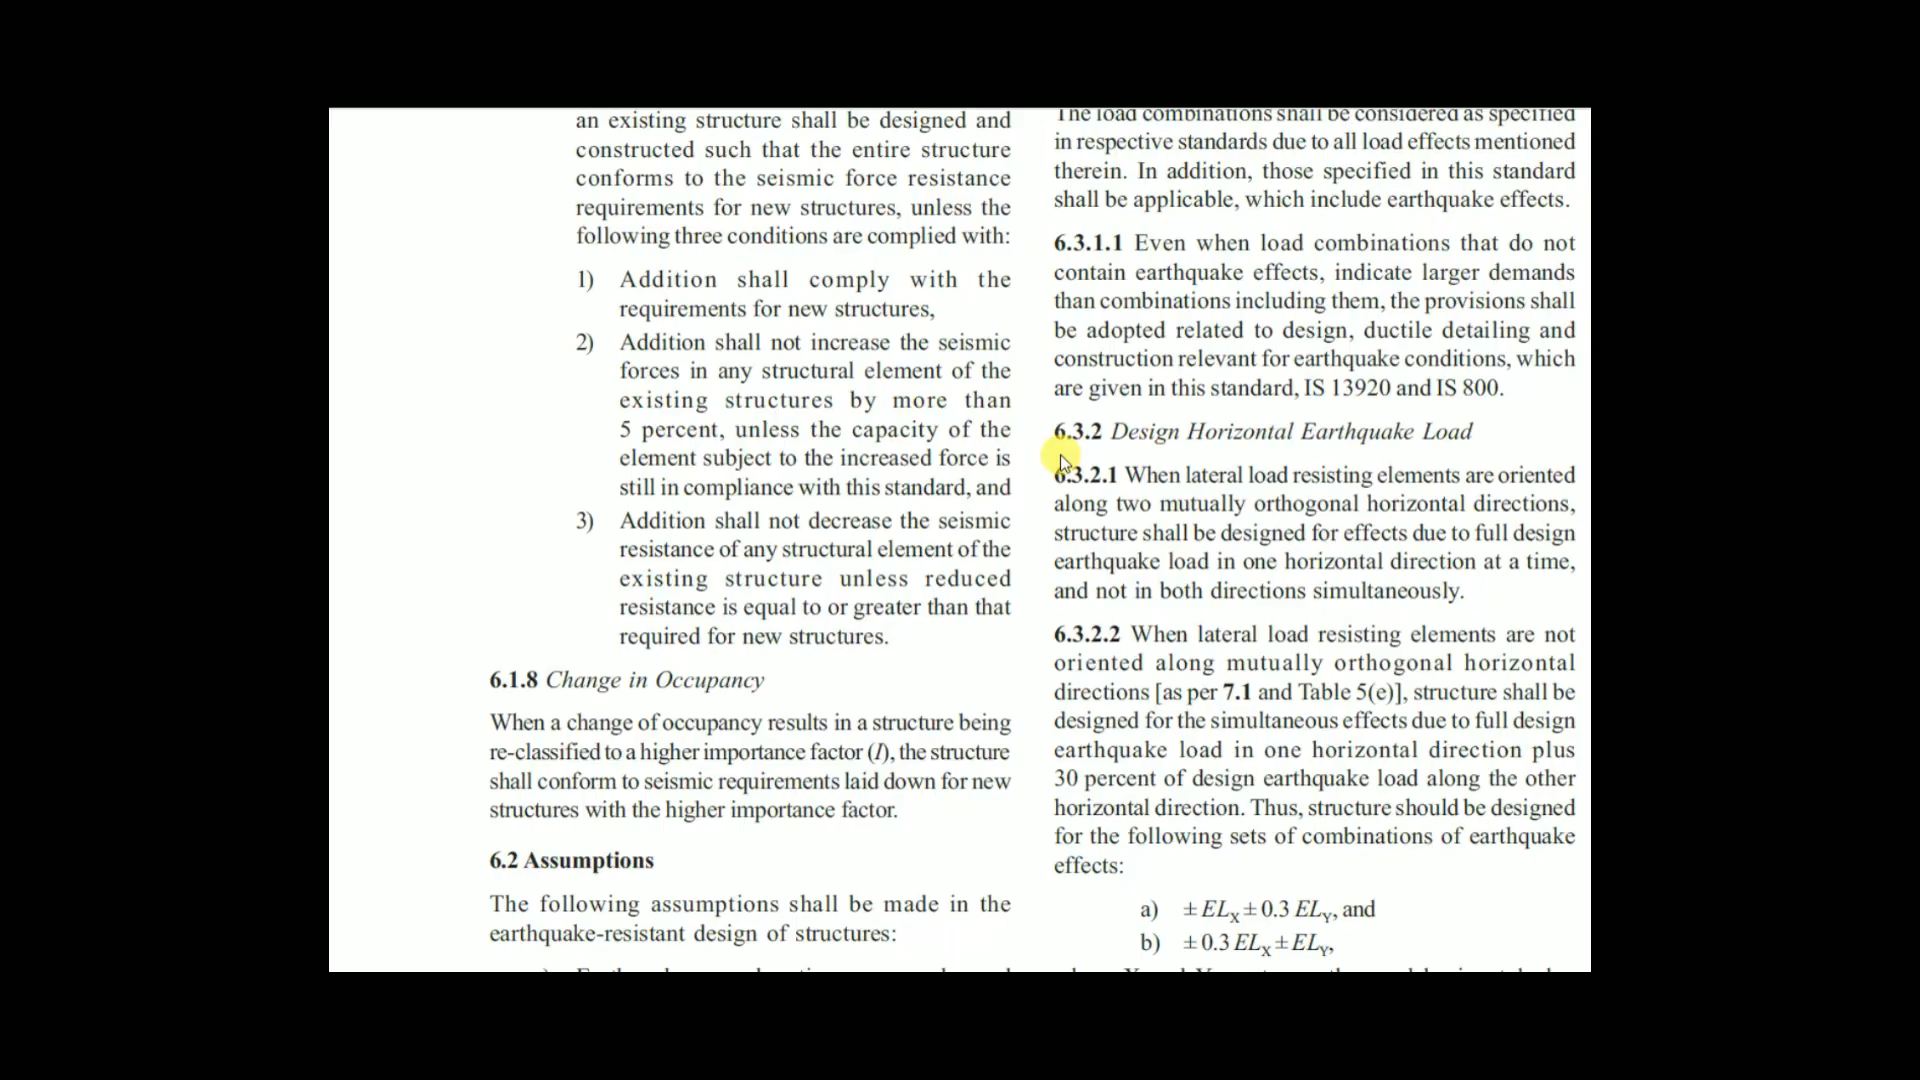 an existing structure shall be designed and
constructed such that the entire structure
conforms to the seismic force resistance
requirements for new structures, unless the
following three conditions are complied with:
1) Addition shall comply with the
requirements for new structures,
2) Addition shall not increase the seismic
forces in any structural element of the
existing structures by more than
5 percent, unless the capacity of the
element subject to the increased force is
still in compliance with this standard, and
3) Addition shall not decrease the seismic
resistance of any structural element of the
existing structure unless reduced
resistance is equal to or greater than that
required for new structures.
6.1.8 Change in Occupancy
When a change of occupancy results in a structure being
re-classified to a higher importance factor (I), the structure
shall conform to seismic requirements laid down for new
structures with the higher importance factor.
6.2 Assumptions
The following assumptions shall be made in the
earthquake-resistant design of structures:
The load combinations shall be considered as specified
in respective standards due to all load effects mentioned
therein. In addition, those specified in this standard
shall be applicable, which include earthquake effects.
6.3.1.1 Even when load combinations that do not
contain earthquake effects, indicate larger demands
than combinations including them, the provisions shall
be adopted related to design, ductile detailing and
construction relevant for earthquake conditions, which
are given in this standard, IS 13920 and IS 800.
6.3.2 Design Horizontal Earthquake Load
6.3.2.1 When lateral load resisting elements are oriented
along two mutually orthogonal horizontal directions,
structure shall be designed for effects due to full design
earthquake load in one horizontal direction at a time,
and not in both directions simultaneously.
6.3.2.2 When lateral load resisting elements are not
oriented along mutually orthogonal horizontal
directions [as per 7.1 and Table 5(e)], structure shall be
designed for the simultaneous effects due to full design
earthquake load in one horizontal direction plus
30 percent of design earthquake load along the other
horizontal direction. Thus, structure should be designed
for the following sets of combinations of earthquake
effects:
a) ± ELX ± 0.3 ELY, and
b) ± 0.3 ELX ± ELY,